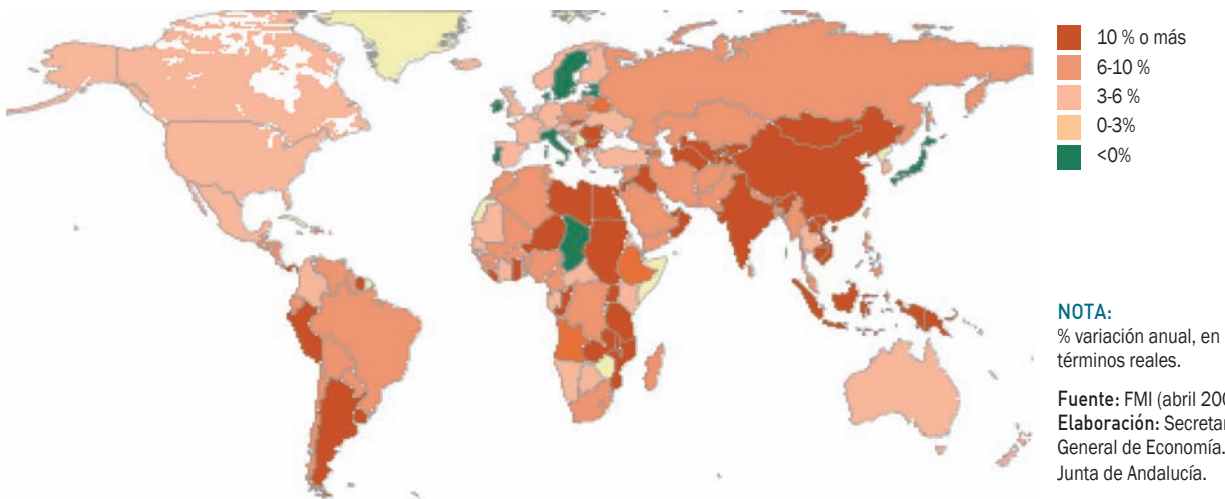 10 % o más
6-10 %
3-6 %
0-3%
<0%
NOTA:
% variación anual, en
términos reales.
Fuente: FMI (abril 200
Elaboración: Secretar
General de Economía.
Junta de Andalucía.